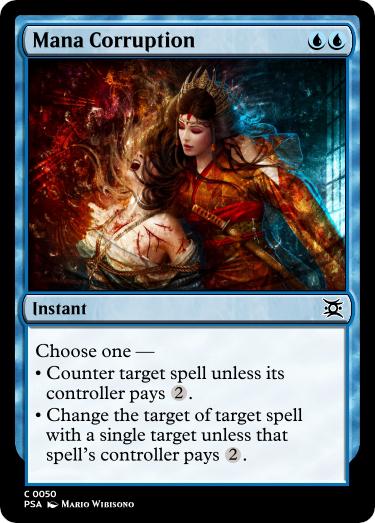 Mana Corruption
Instant
Choose one —
• Counter target spell unless its
controller pays 2.
• Change the target of target spell
with a single target unless that
spell's controller pays 2.
C 0050
PSA Mario Wibisono